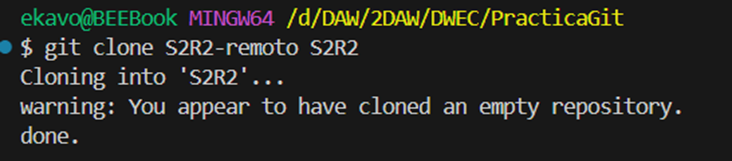 ekavo@BEEBook MINGW64 /d/DAW/2DAW/DWEC/PracticaGit
$ git clone S2R2-remoto S2R2
Cloning into 'S2R2'...
warning: You appear to have cloned an empty repository.
done.